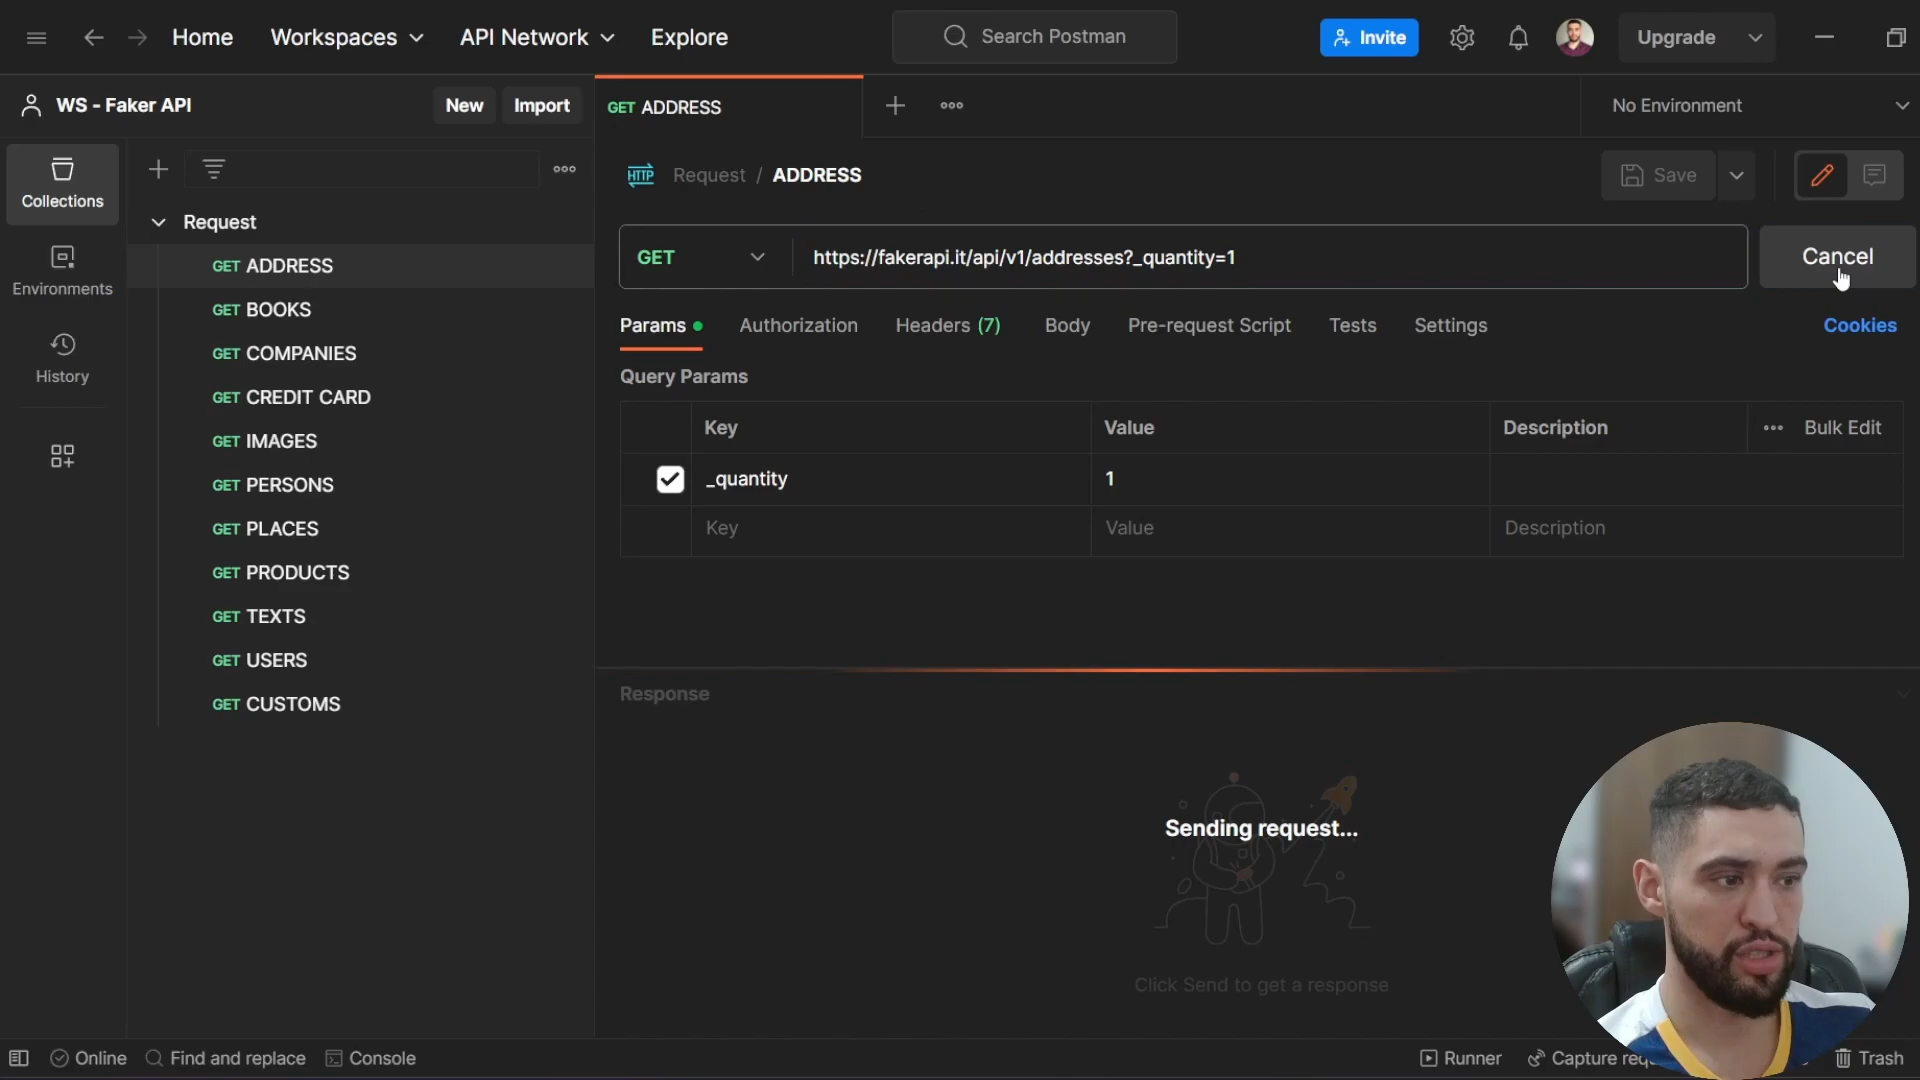 Home
Workspaces
API Network
Explore
Search Postman
Invite
Upgrade
WS - Faker API
New
Import
GET ADDRESS
No Environment
HTTP
Request / ADDRESS
Save
Collections
Environments
History
Request
GET ADDRESS
GET BOOKS
GET COMPANIES
GET CREDIT CARD
GET IMAGES
GET PERSONS
GET PLACES
GET PRODUCTS
GET TEXTS
GET USERS
GET CUSTOMS
GET
https://fakerapi.it/api/v1/addresses?_quantity=1
Cancel
Params
Authorization
Headers (7)
Body
Pre-request Script
Tests
Settings
Cookies
Query Params
Key
Value
Description
Bulk Edit
_quantity
1
Key
Value
Description
Response
Sending request...
Click Send to get a response
Online
Find and replace
Console
Runner
Capture
Trash